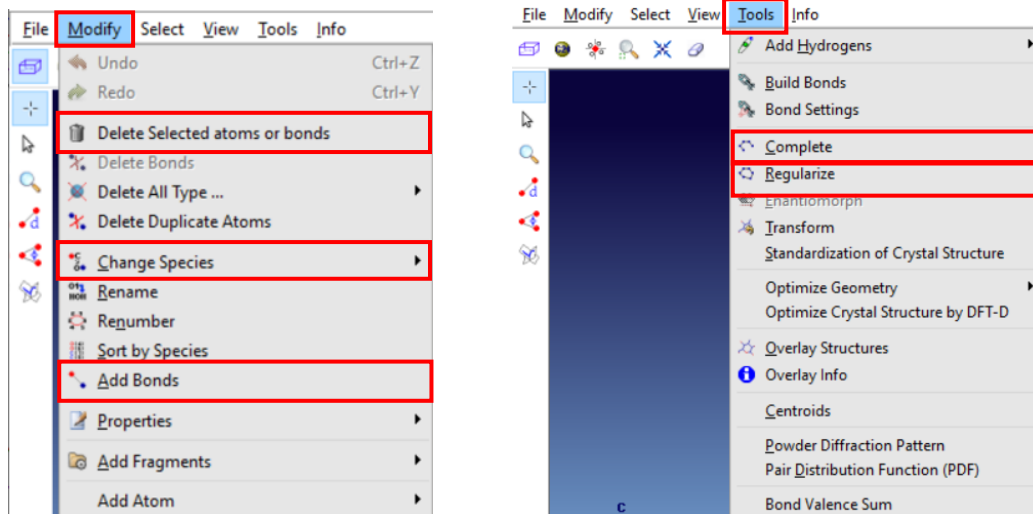 File Modify Select View Tools Info
Undo Ctrl+Z
Redo Ctrl+Y
Delete Selected atoms or bonds
Delete Bonds
Delete All Type ...
Delete Duplicate Atoms
Change Species
Rename
Renumber
Sort by Species
Add Bonds
Properties
Add Fragments
Add Atom
File Modify Select View Tools Info
Add Hydrogens
Build Bonds
Bond Settings
Complete
Regularize
Enantiomorph
Transform
Standardization of Crystal Structure
Optimize Geometry
Optimize Crystal Structure by DFT-D
Overlay Structures
Overlay Info
Centroids
Powder Diffraction Pattern
Pair Distribution Function (PDF)
Bond Valence Sum
c